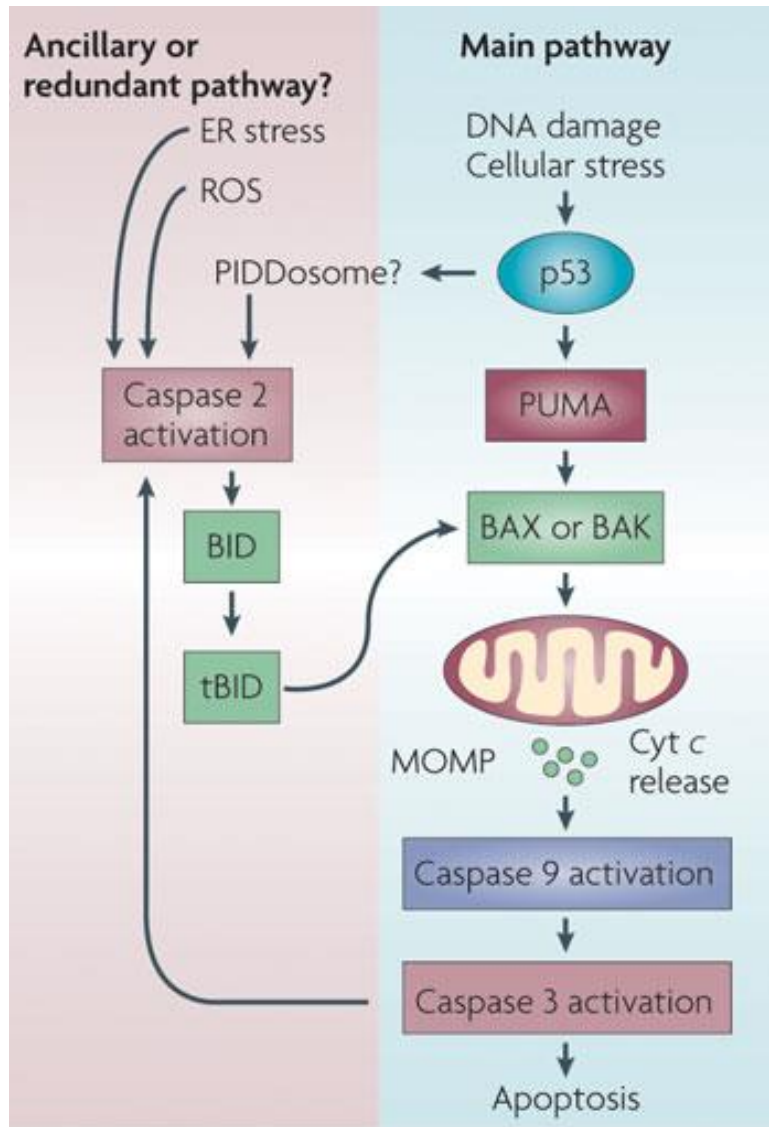 Ancillary or
redundant pathway?
ER stress
ROS
PIDDosome?
Caspase 2
activation
BID
tBID
Main pathway
DNA damage
Cellular stress
p53
PUMA
BAX or BAK
MOMP
Cyt c
release
Caspase 9 activation
Caspase 3 activation
Apoptosis